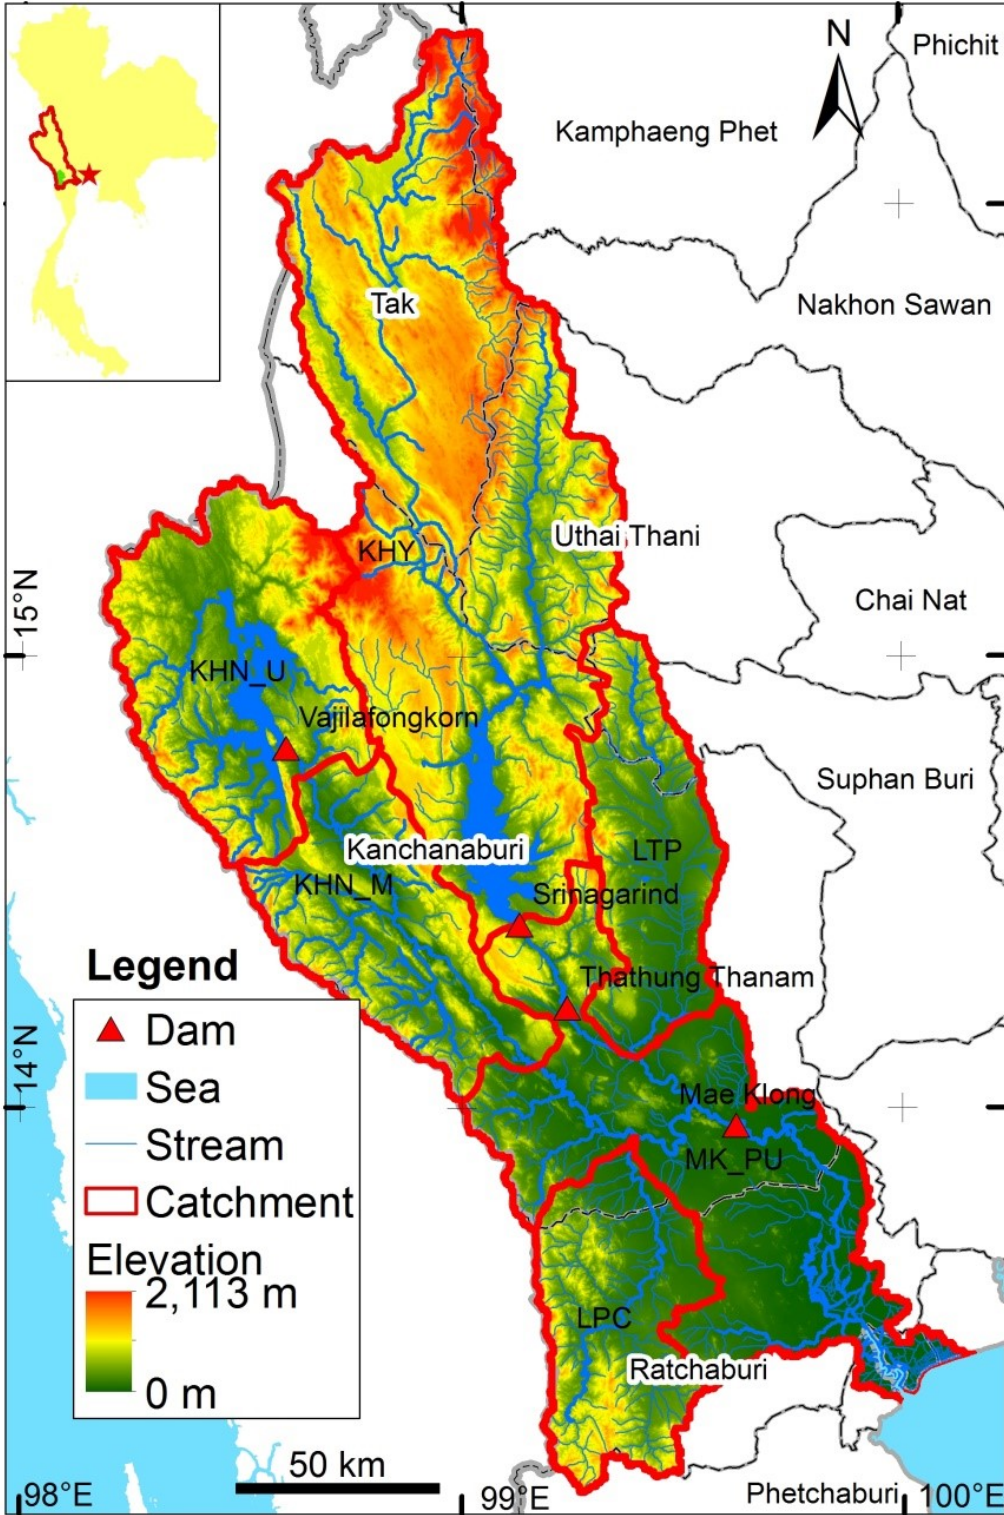 N
Phichit
Kamphaeng Phet
Nakhon Sawan
Tak
Uthai Thani
KHY
Chai Nat
15°N
KHN_U
Vajilafongkorn
Suphan Buri
Kanchanaburi
LTP
KHN_M
Srinagarind
Thathung Thanam
14°N
Mae Klong
MK_PU
LPC
Ratchaburi
Legend
Dam
Sea
Stream
Catchment
Elevation
2,113 m
0 m
50 km
Phetchaburi
98°E
99°E
100°E